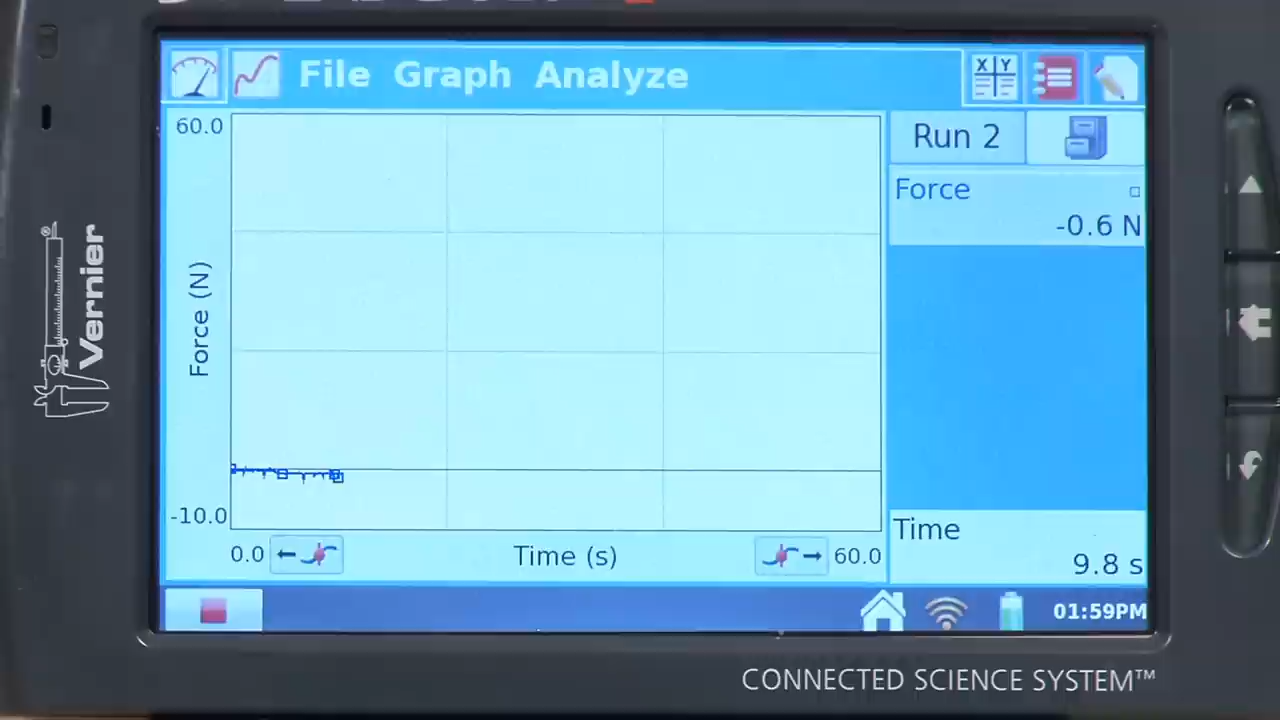 File Graph Analyze
X Y
60.0
Run 2
Force
-0.6 N
Force (N)
Vernier
-10.0
0.0
Time (s)
60.0
Time
9.8 s
01:59PM
CONNECTED SCIENCE SYSTEM™